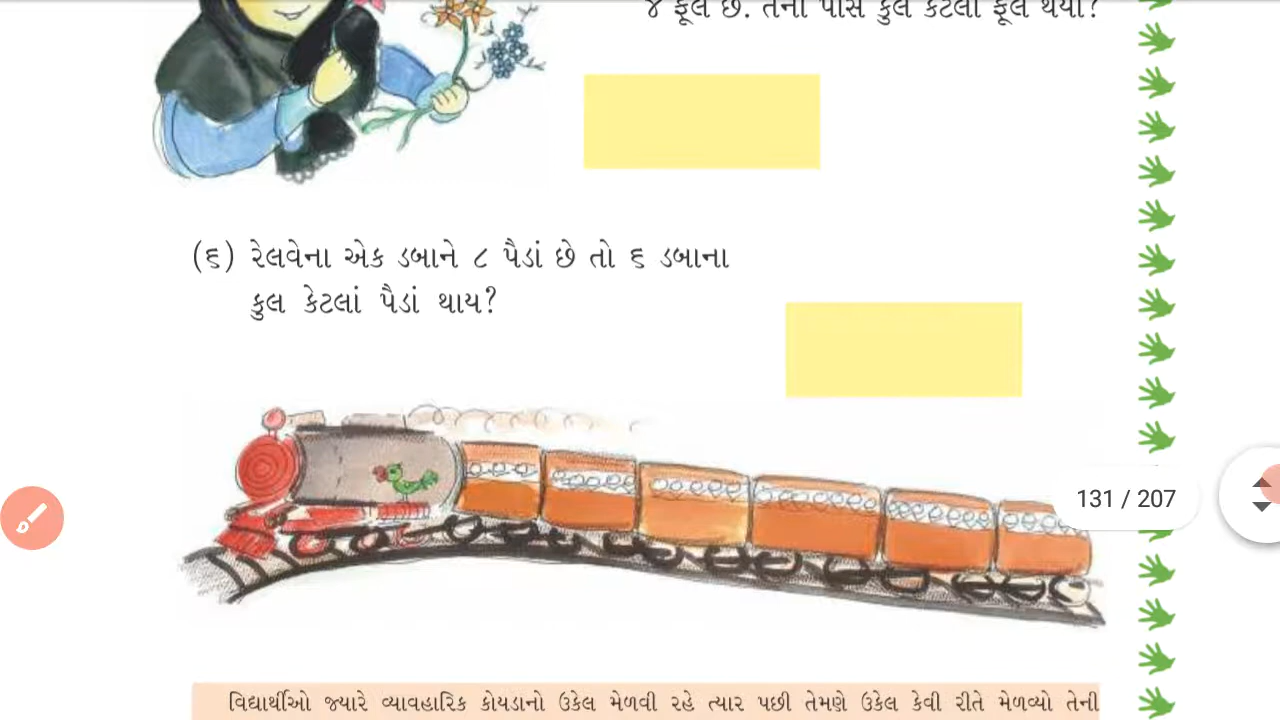 ૪ ફૂલ છે. તેની પાસે કુલ કેટલાં ફૂલ થયાં?
(૬) રેલવેના એક ડબાને ૮ પૈડાં છે તો ૬ ડબાના
કુલ કેટલાં પૈડાં થાય?
131 / 207
વિદ્યાર્થીઓ જ્યારે વ્યાવહારિક કોયડાનો ઉકેલ મેળવી રહે ત્યાર પછી તેમણે ઉકેલ કેવી રીતે મેળવ્યો તેની